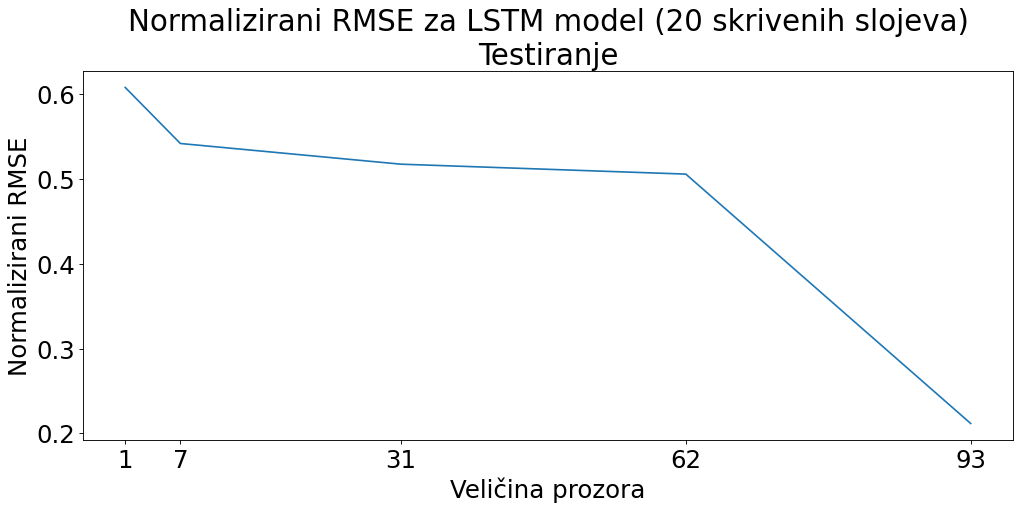 Normalizirani RMSE za LSTM model (20 skrivenih slojeva)
Testiranje
Normalizirani RMSE
0.6
0.5
0.4
0.3
0.2
1 7 31 62 93
Veličina prozora